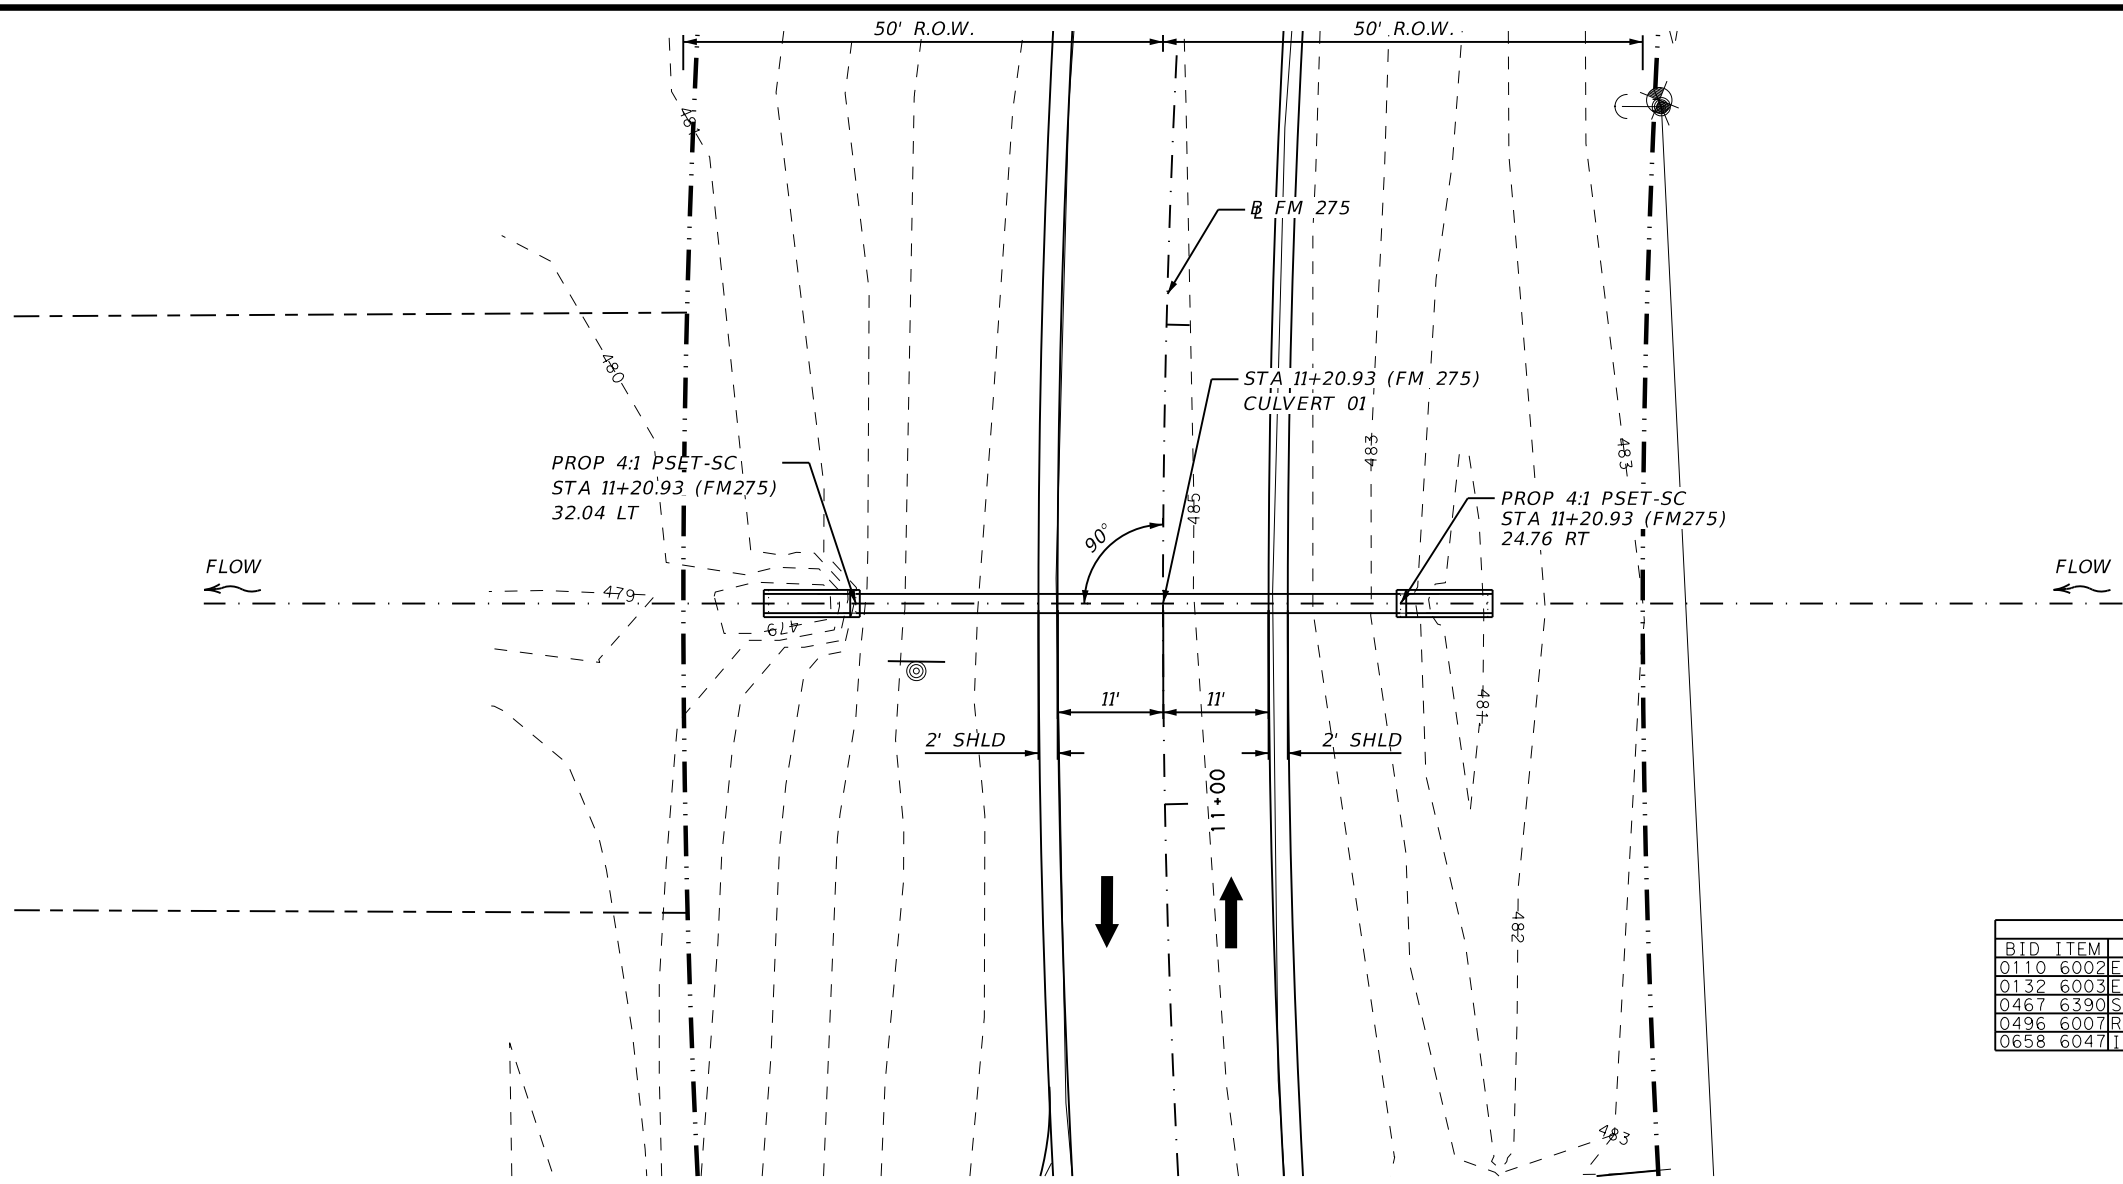 50' R.O.W.
50' R.O.W.
481
B FM 275
480
STA 11+20.93 (FM 275)
CULVERT 01
483
483
PROP 4:1 PSET-SC
STA 11+20.93 (FM275)
32.04 LT
485
PROP 4:1 PSET-SC
STA 11+20.93 (FM275)
24.76 RT
90°
FLOW
FLOW
479
479
481
11'
11'
2' SHLD
2' SHLD
11+00
482
483
BID ITEM
0110 6002 E
0132 6003 E
0467 6390 S
0496 6007 R
0658 6047 I